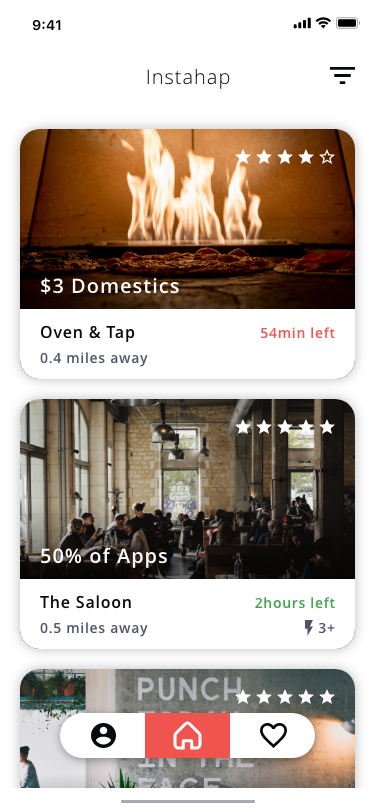 9:41
Instahap
$3 Domestics
Oven & Tap
54min left
0.4 miles away
50% of Apps
The Saloon
2hours left
0.5 miles away
3+
PUNCH
IN THE
FACE